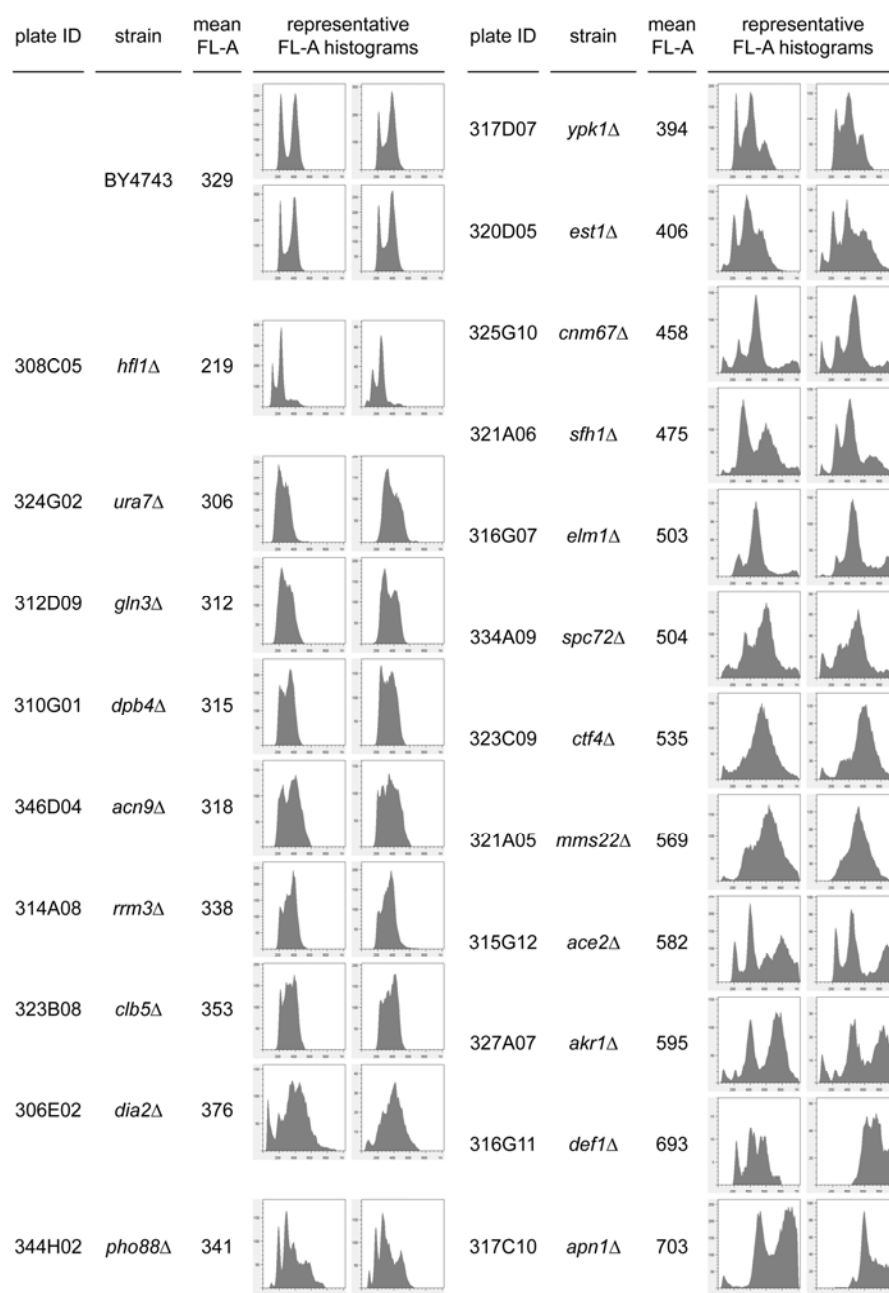 plate ID strain mean FL-A representative FL-A histograms
BY4743 329
308C05 hfl1Δ 219
324G02 ura7Δ 306
312D09 gln3Δ 312
310G01 dpb4Δ 315
346D04 acn9Δ 318
314A08 rrm3Δ 338
323B08 clb5Δ 353
306E02 dia2Δ 376
344H02 pho88Δ 341
plate ID strain mean FL-A representative FL-A histograms
317D07 ypk1Δ 394
320D05 est1Δ 406
325G10 cnm67Δ 458
321A06 sfh1Δ 475
316G07 elm1Δ 503
334A09 spc72Δ 504
323C09 ctf4Δ 535
321A05 mms22Δ 569
315G12 ace2Δ 582
327A07 akr1Δ 595
316G11 def1Δ 693
317C10 apn1Δ 703